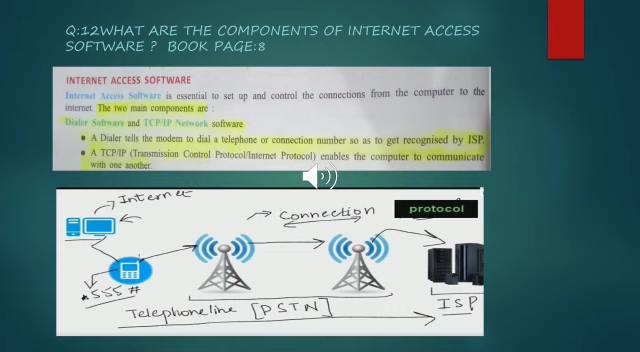 Q:12WHAT ARE THE COMPONENTS OF INTERNET ACCESS
SOFTWARE ? BOOK PAGE:8
INTERNET ACCESS SOFTWARE
Internet Access Software is essential to set up and control the connections from the computer to the
internet. The two main components are :
Dialer Software and TCP/IP Network software
• A Dialer tells the modem to dial a telephone or connection number so as to get recognised by ISP.
• A TCP/IP (Transmission Control Protocol/Internet Protocol) enables the computer to communicate
with one another.
Internet
Connection
protocol
*555#
ISP
Telephoneline [PSTN]